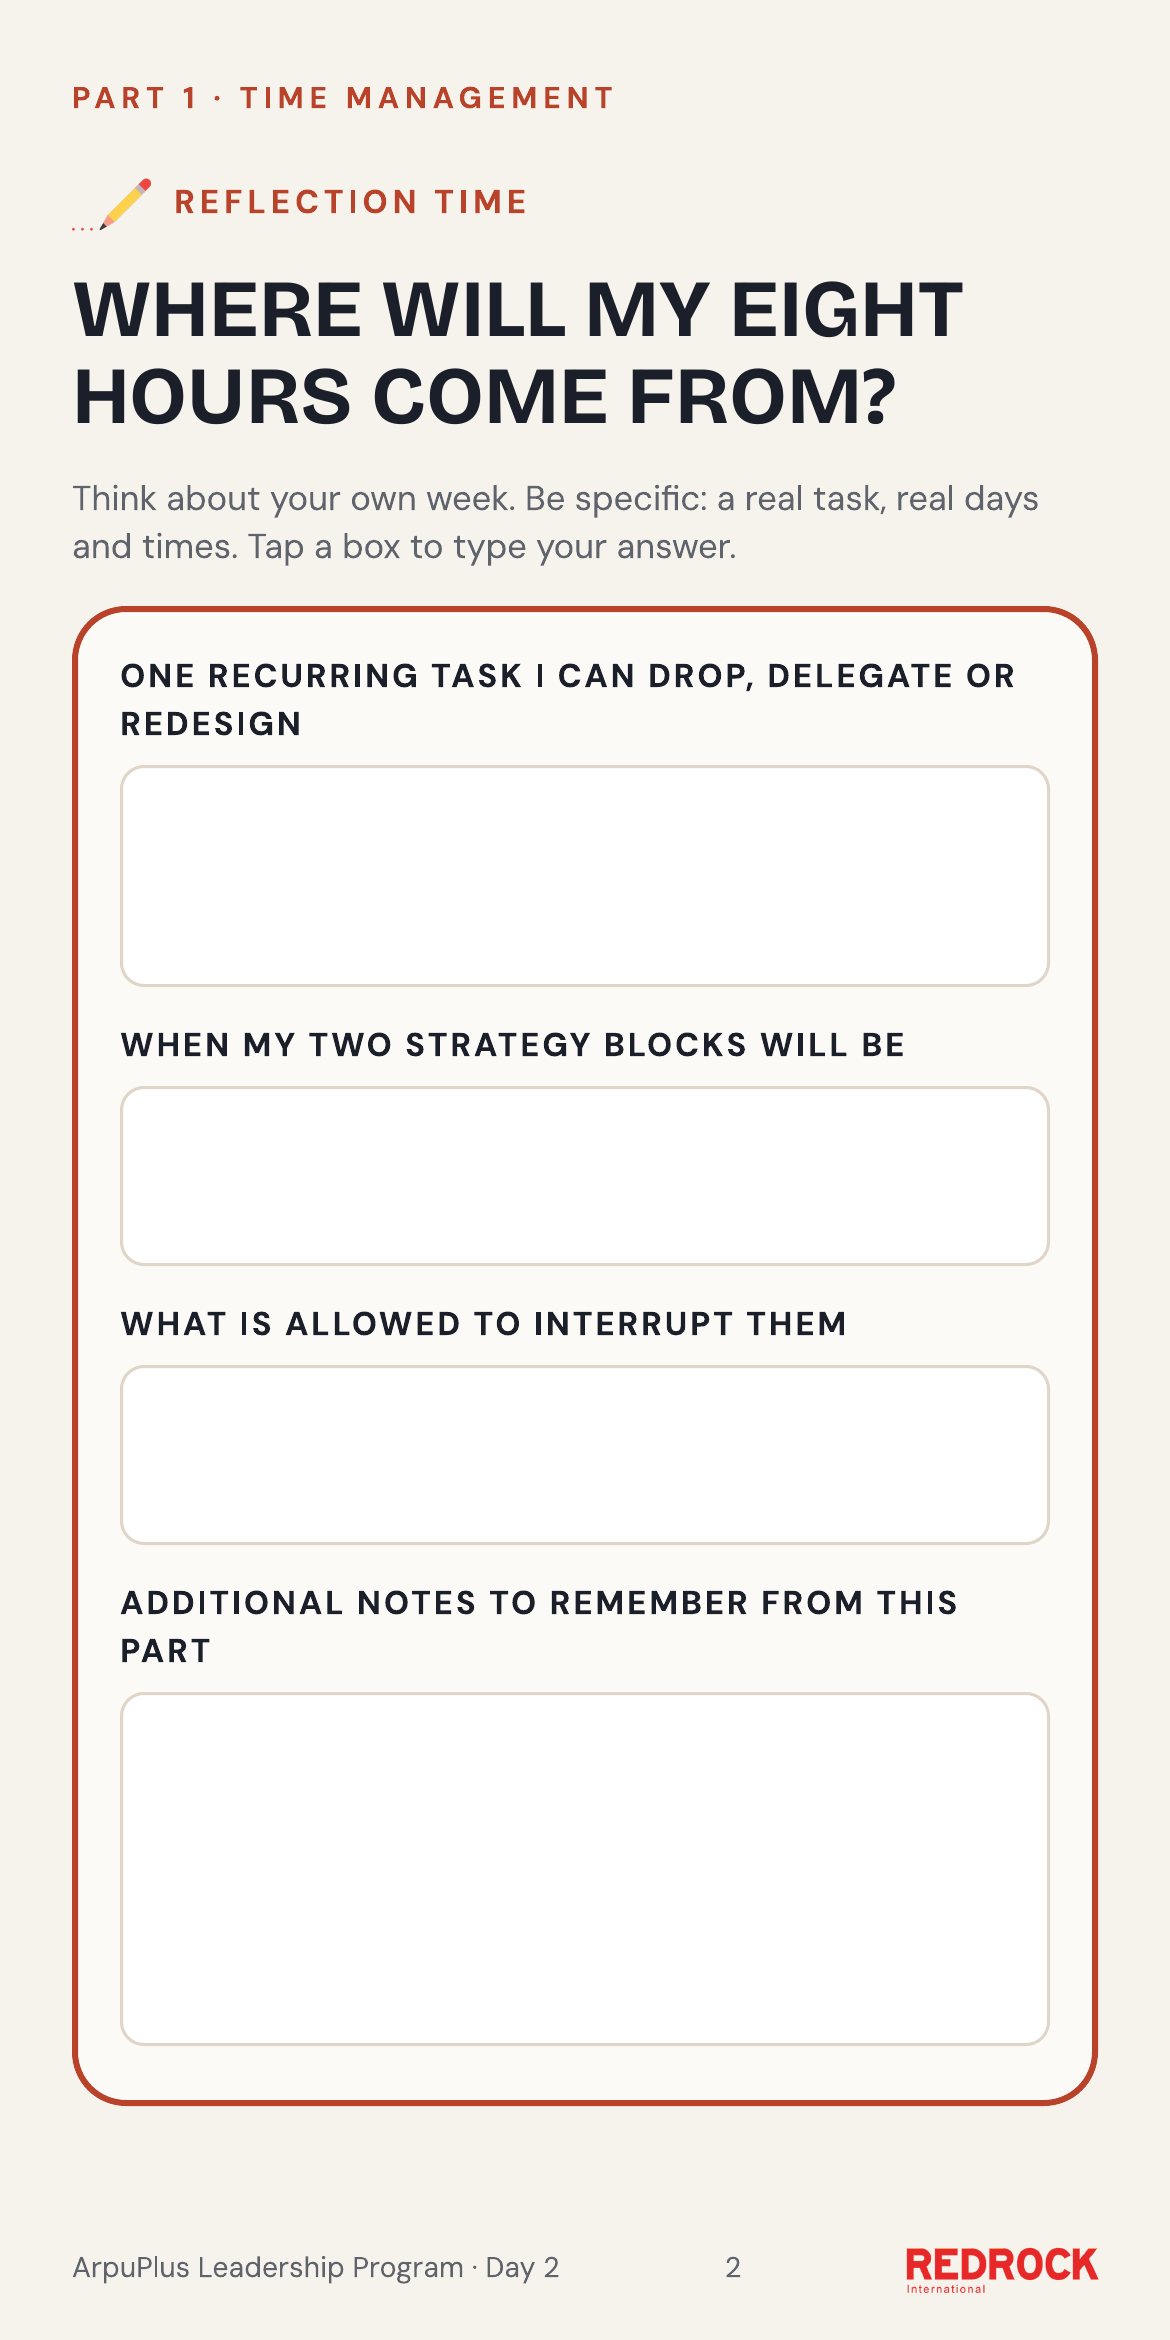 PART 1 · TIME MANAGEMENT
REFLECTION TIME
WHERE WILL MY EIGHT
HOURS COME FROM?
Think about your own week. Be specific: a real task, real days
and times. Tap a box to type your answer.
ONE RECURRING TASK I CAN DROP, DELEGATE OR
REDESIGN
WHEN MY TWO STRATEGY BLOCKS WILL BE
WHAT IS ALLOWED TO INTERRUPT THEM
ADDITIONAL NOTES TO REMEMBER FROM THIS
PART
ArpuPlus Leadership Program · Day 2
2
REDROCK
International